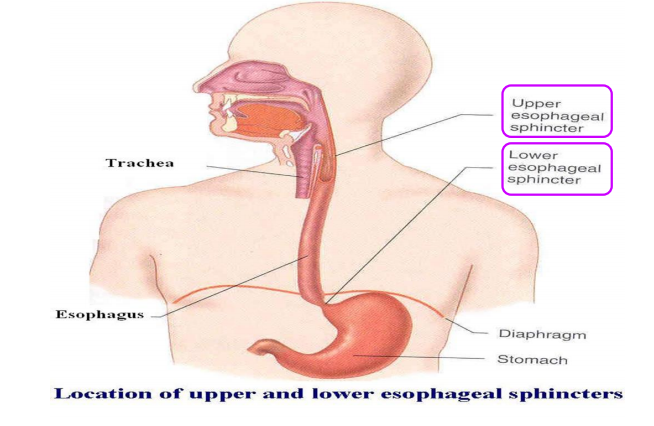 Upper
esophageal
sphincter
Lower
esophageal
sphincter
Trachea
Esophagus
Diaphragm
Stomach
Location of upper and lower esophageal sphincters